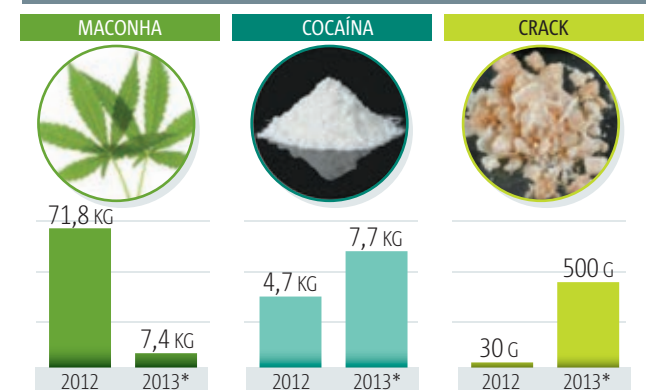 MACONHA
71,8 KG
7,4 KG
2012 2013*
COCAÍNA
4,7 KG
7,7 KG
2012 2013*
CRACK
30 G
500 G
2012 2013*